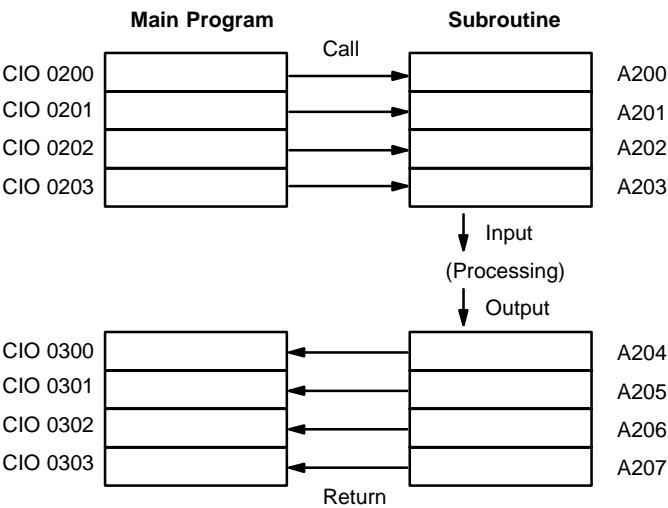 Main Program Subroutine
Call
CIO 0200 A200
CIO 0201 A201
CIO 0202 A202
CIO 0203 A203
Input
(Processing)
Output
CIO 0300 A204
CIO 0301 A205
CIO 0302 A206
CIO 0303 A207
Return